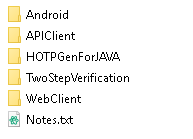 Android
APIClient
HOTPGenForJAVA
TwoStepVerification
WebClient
Notes.txt